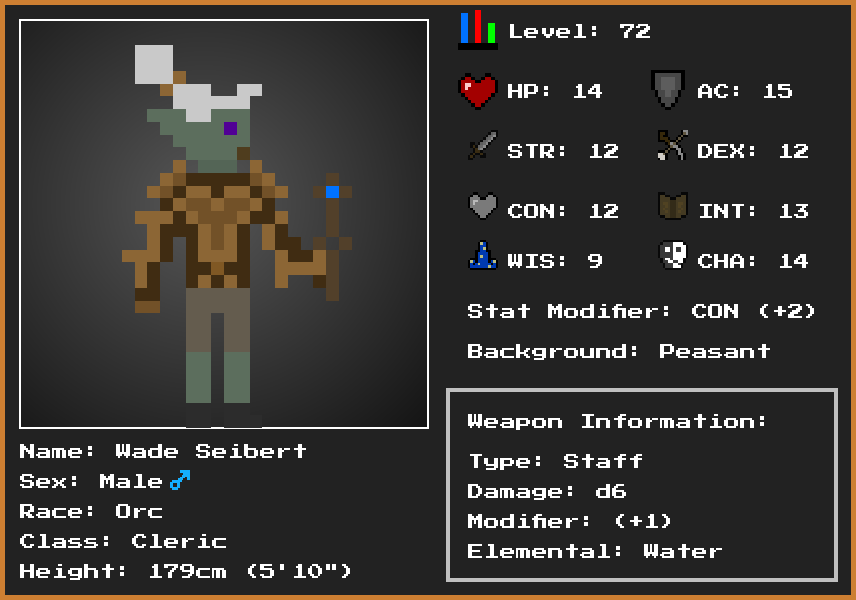 Level: 72
HP: 14 AC: 15
STR: 12 DEX: 12
CON: 12 INT: 13
WIS: 9 CHA: 14
Stat Modifier: CON (+2)
Background: Peasant
Weapon Information:
Type: Staff
Damage: d6
Modifier: (+1)
Elemental: Water
Name: Wade Seibert
Sex: Male ♂
Race: Orc
Class: Cleric
Height: 179cm (5'10")